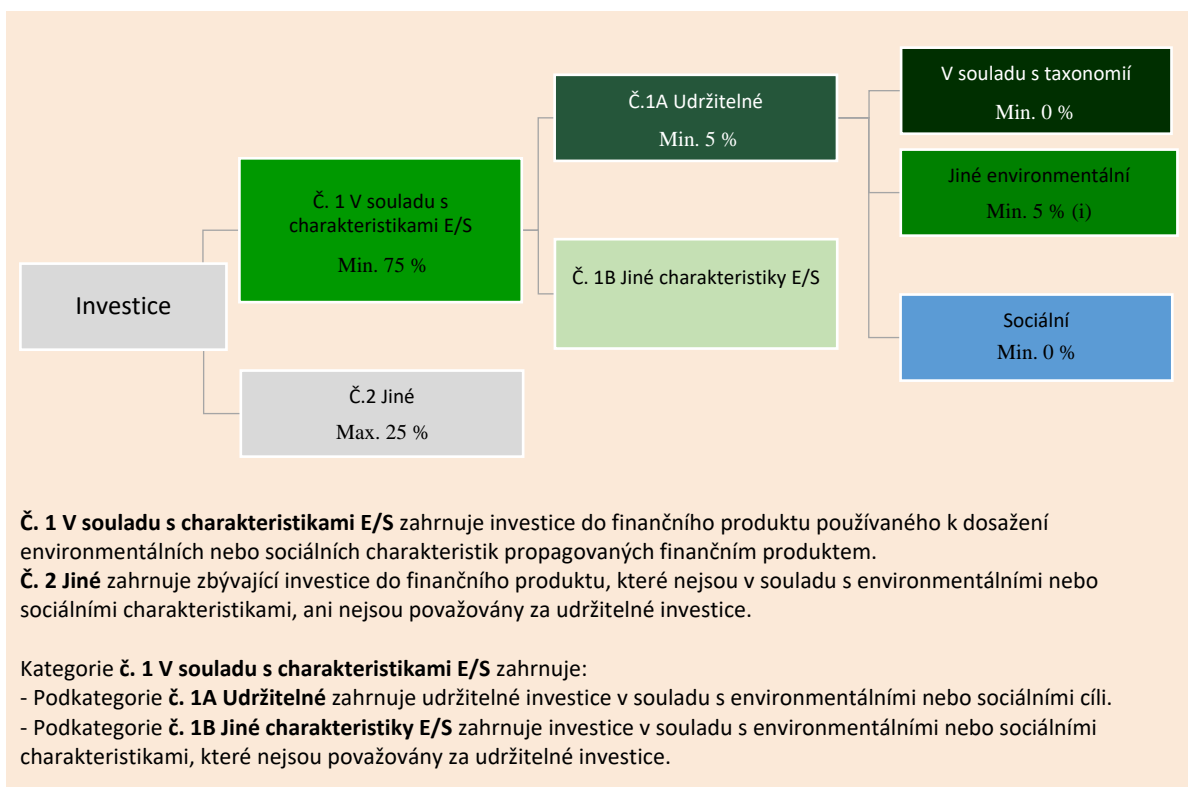 Investice
Č. 1 V souladu s
charakteristikami E/S
Min. 75 %
Č.2 Jiné
Max. 25 %
Č.1A Udržitelné
Min. 5 %
Č. 1B Jiné charakteristiky E/S
V souladu s taxonomií
Min. 0 %
Jiné environmentální
Min. 5 % (i)
Sociální
Min. 0 %
Č. 1 V souladu s charakteristikami E/S zahrnuje investice do finančního produktu používaného k dosažení
environmentálních nebo sociálních charakteristik propagovaných finančním produktem.
Č. 2 Jiné zahrnuje zbývající investice do finančního produktu, které nejsou v souladu s environmentálními nebo
sociálními charakteristikami, ani nejsou považovány za udržitelné investice.
Kategorie č. 1 V souladu s charakteristikami E/S zahrnuje:
- Podkategorie č. 1A Udržitelné zahrnuje udržitelné investice v souladu s environmentálními nebo sociálními cíli.
- Podkategorie č. 1B Jiné charakteristiky E/S zahrnuje investice v souladu s environmentálními nebo sociálními
charakteristikami, které nejsou považovány za udržitelné investice.